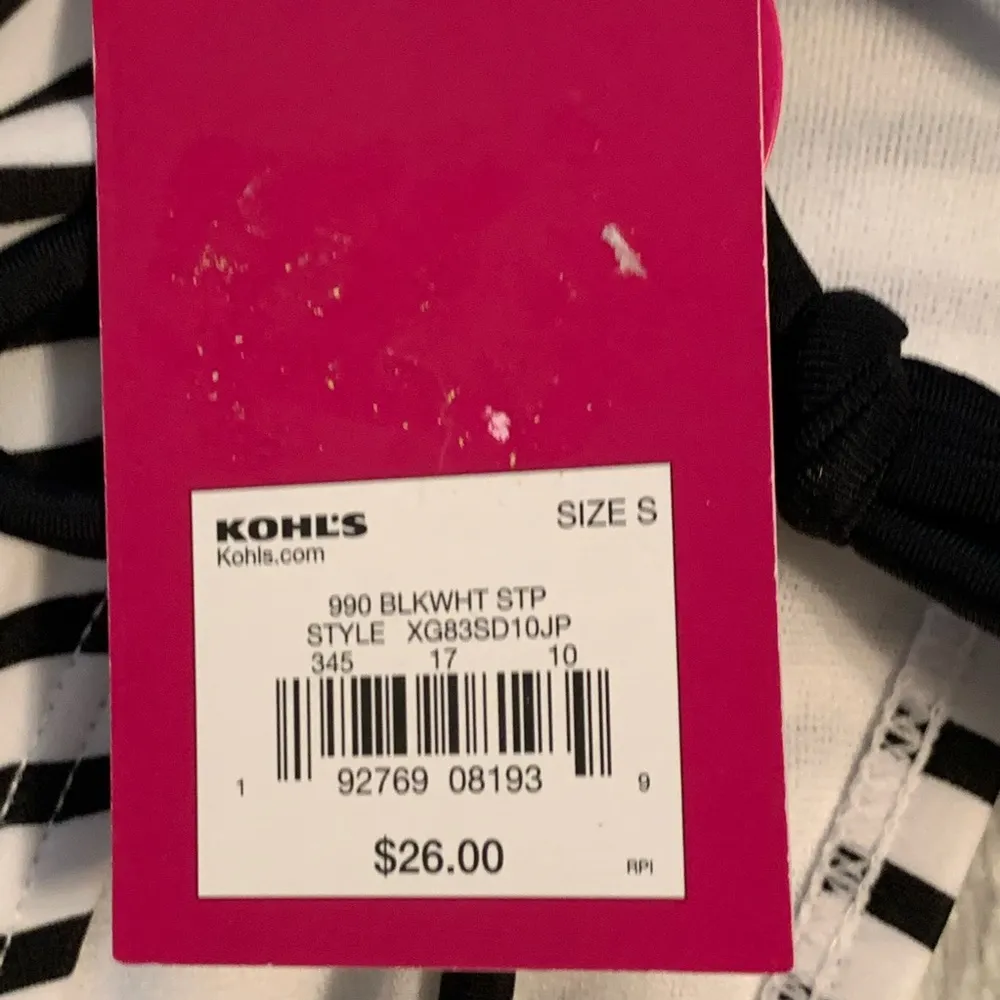 KOHL'S
SIZE S
Kohls.com
990 BLKWHT STP
STYLE XG83SD10JP
345 17 10
1 92769 08193 9
$26.00
RPI